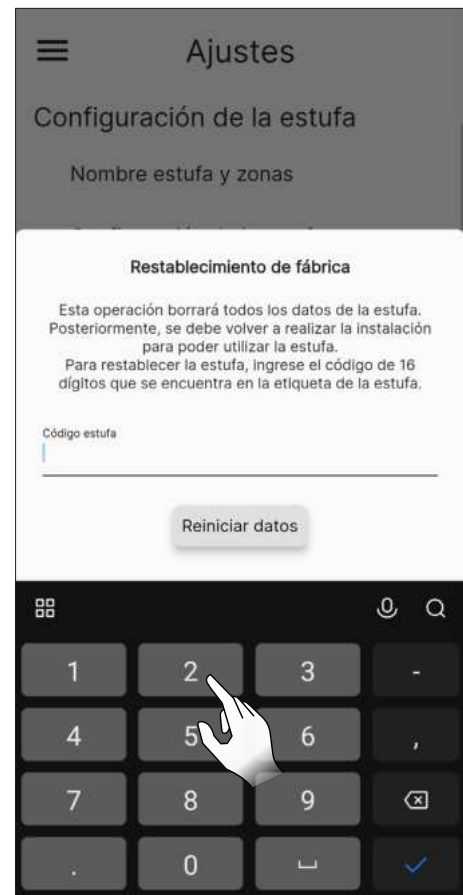 Ajustes
Configuración de la estufa
Nombre estufa y zonas
Restablecimiento de fábrica
Esta operación borrará todos los datos de la estufa.
Posteriormente, se debe volver a realizar la instalación
para poder utilizar la estufa.
Para restablecer la estufa, ingrese el código de 16
dígitos que se encuentra en la etiqueta de la estufa.
Código estufa
Reiniciar datos
1 2 3 -
4 5 6 ,
7 8 9
. 0